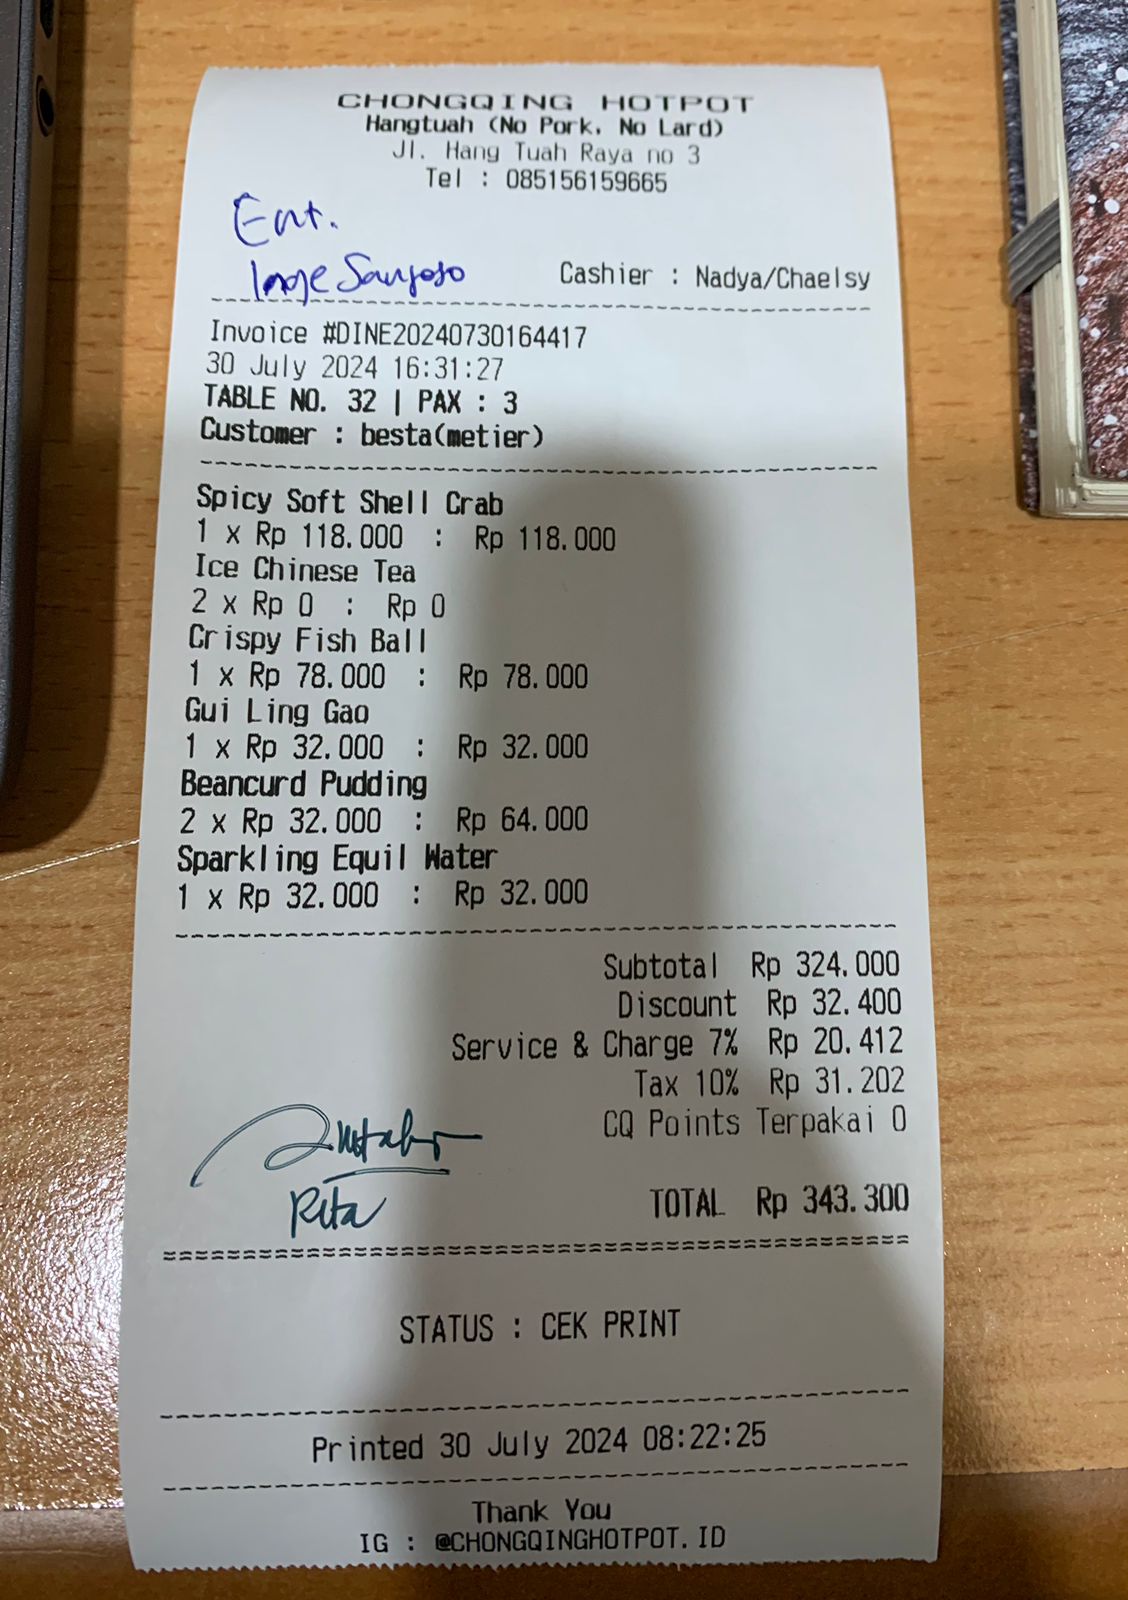 CHONGQING HOTPOT
Hangtuah (No Pork, No Lard)
Jl. Hang Tuah Raya no 3
Tel : 085156159665
Ent.
Cashier : Nadya/Chaelsy
Invoice #DINE20240730164417
30 July 2024 16:31:27
TABLE NO. 32 | PAX : 3
Customer : besta(metier)
Spicy Soft Shell Crab
1 x Rp 118.000 : Rp 118.000
Ice Chinese Tea
2 x Rp 0 : Rp 0
Crispy Fish Ball
1 x Rp 78.000 : Rp 78.000
Gui Ling Gao
1 x Rp 32.000 : Rp 32.000
Beancurd Pudding
2 x Rp 32.000 : Rp 64.000
Sparkling Equil Water
1 x Rp 32.000 : Rp 32.000
Subtotal Rp 324.000
Discount Rp 32.400
Service & Charge 7% Rp 20.412
Tax 10% Rp 31.202
CQ Points Terpakai 0
Rita
TOTAL Rp 343.300
STATUS : CEK PRINT
Printed 30 July 2024 08:22:25
Thank You
IG : @CHONGQINGHOTPOT.ID